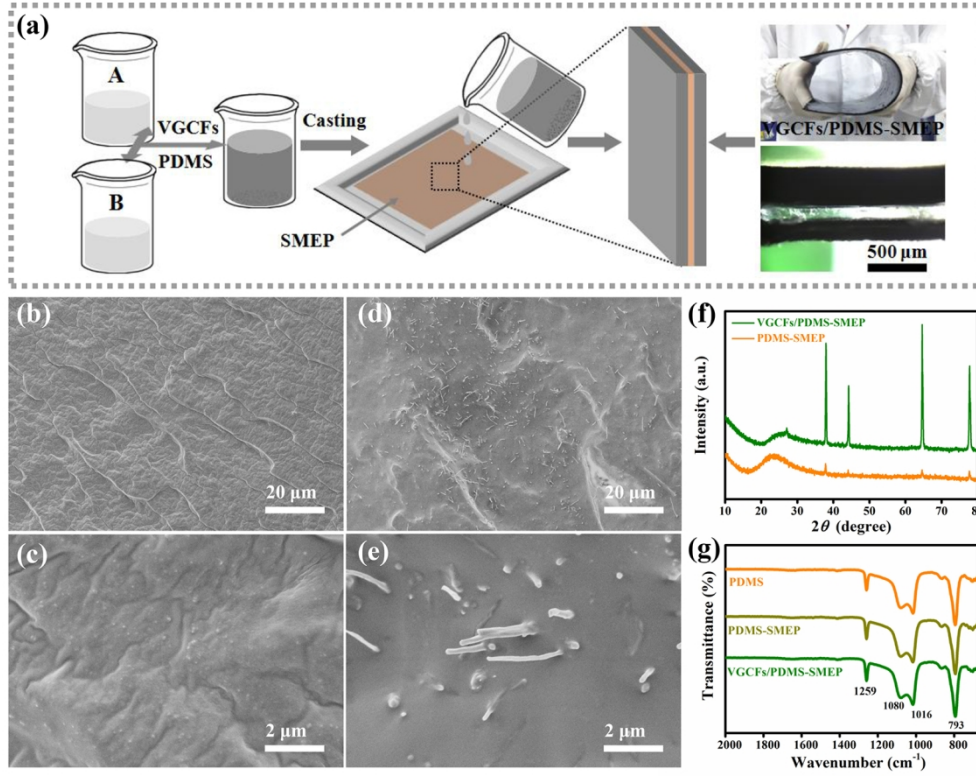 (a)
A
VGCFs
PDMS
B
Casting
SMEP
VGCFs/PDMS-SMEP
500 μm
(b)
20 μm
(d)
20 μm
(c)
2 μm
(e)
2 μm
(f)
VGCFs/PDMS-SMEP
PDMS-SMEP
Intensity (a.u.)
10 20 30 40 50 60 70 80
2θ (degree)
(g)
PDMS
PDMS-SMEP
VGCFs/PDMS-SMEP
1259
1080
1016
793
Transmittance (%)
2000 1800 1600 1400 1200 1000 800
Wavenumber (cm⁻¹)